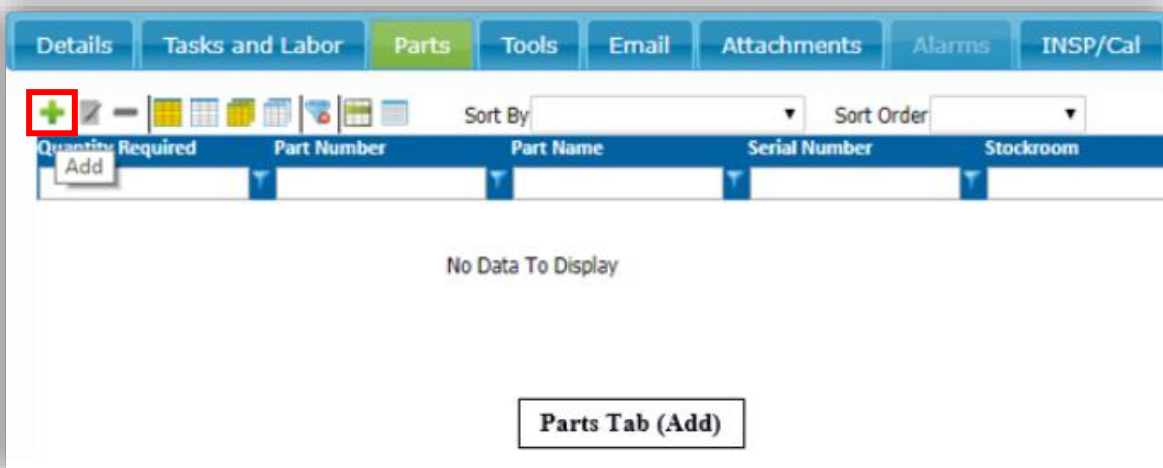 Details Tasks and Labor Parts Tools Email Attachments Alarms INSP/Cal
Sort By Sort Order
Quantity Required Part Number Part Name Serial Number Stockroom
Add
No Data To Display
Parts Tab (Add)